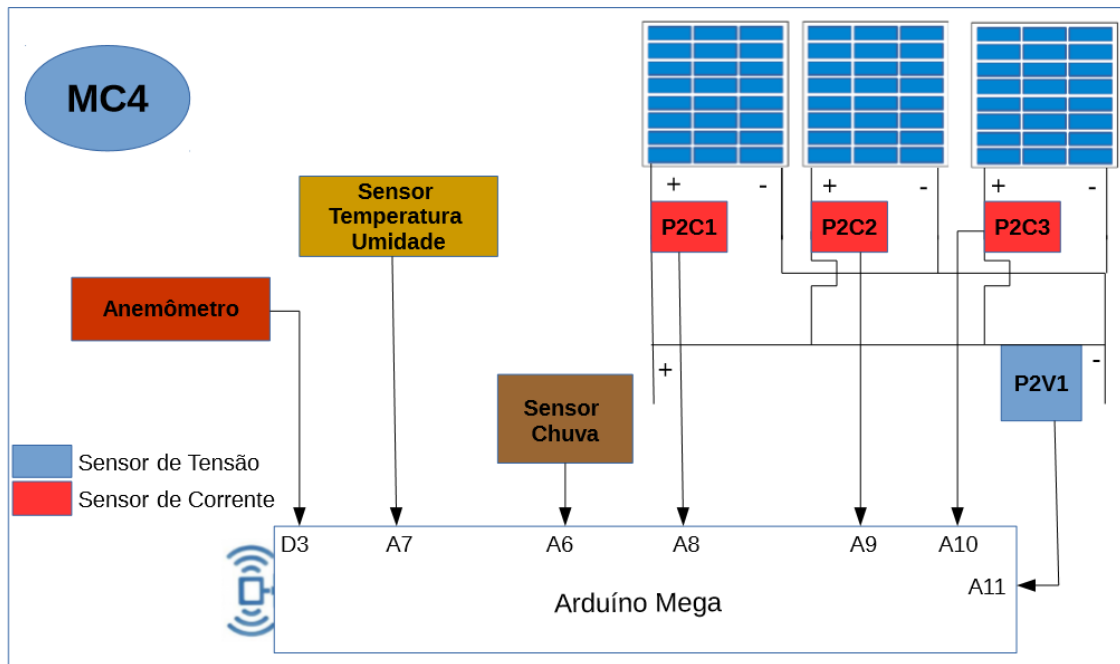 MC4
+
-
+
-
+
-
P2C1
P2C2
P2C3
Sensor
Temperatura
Umidade
Anemômetro
+
-
P2V1
Sensor
Chuva
Sensor de Tensão
Sensor de Corrente
D3
A7
A6
A8
A9
A10
A11
Arduíno Mega